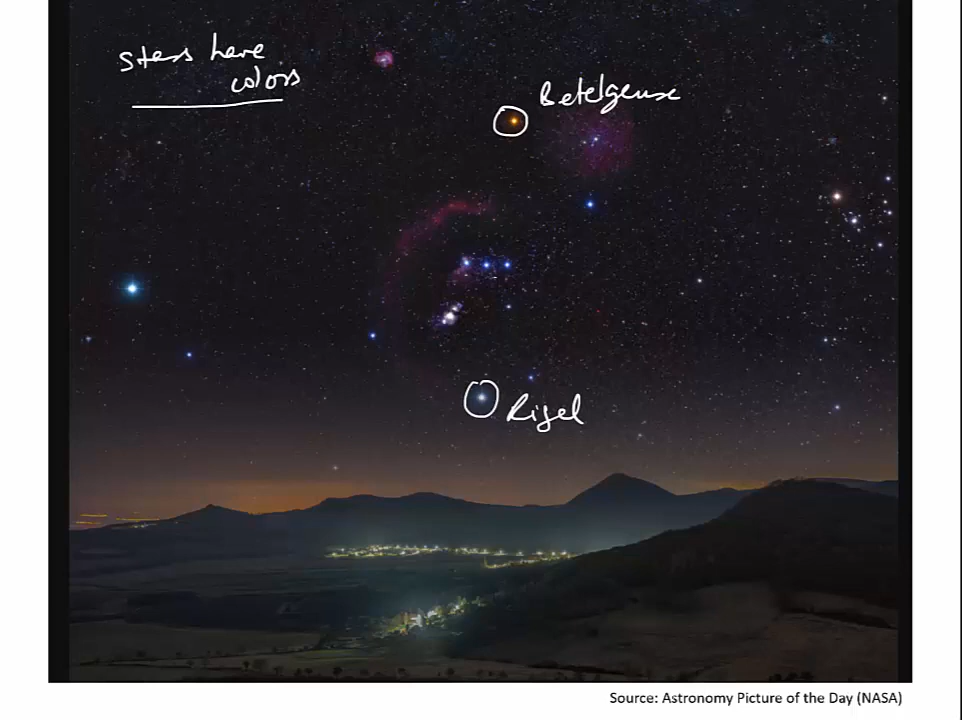 Stars have
colors
Betelgeuse
Rigel
Source: Astronomy Picture of the Day (NASA)